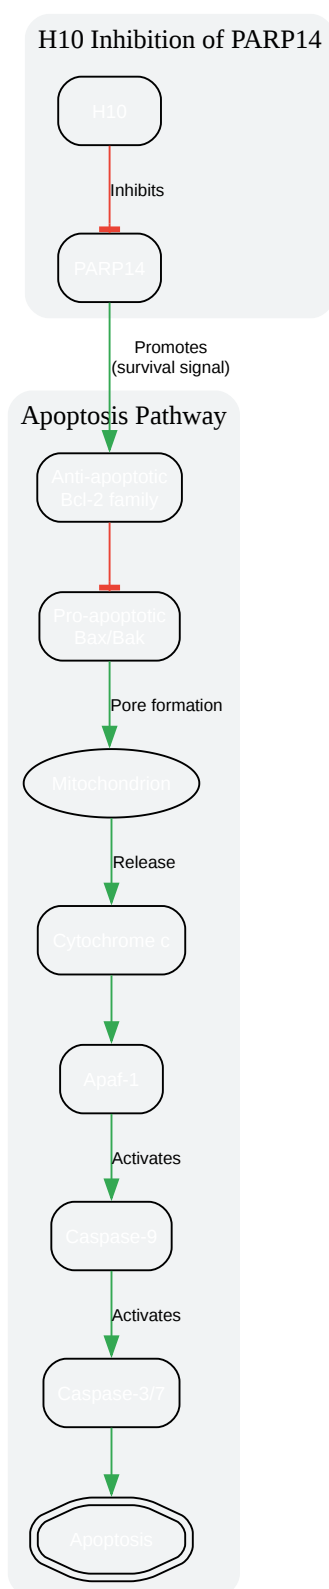 H10 Inhibition of PARP14
H10
Inhibits
PARP14
Promotes
(survival signal)
Apoptosis Pathway
Anti-apoptotic
Bcl-2 family
Pro-apoptotic
Bax/Bak
Pore formation
Mitochondrion
Release
Cytochrome c
Apaf-1
Activates
Caspase-9
Activates
Caspase-3/7
Apoptosis